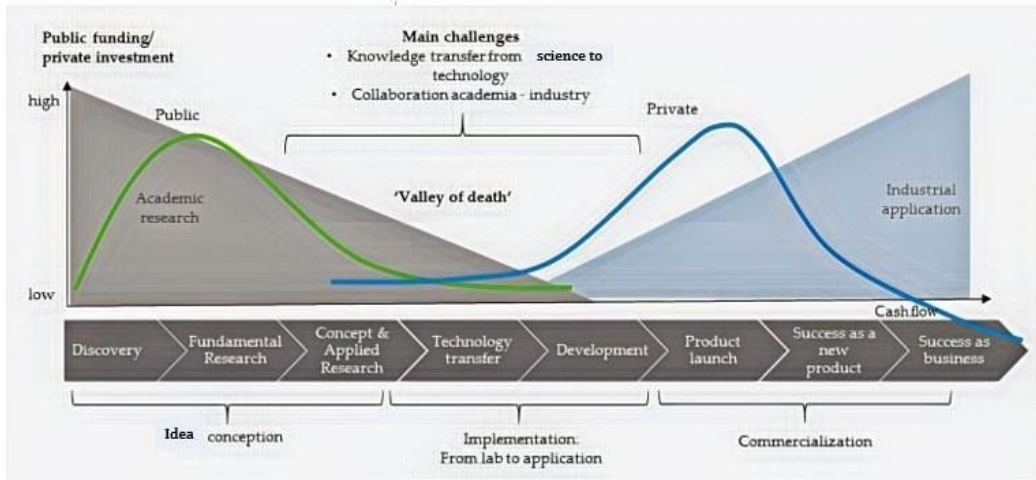 Public funding/
private investment
Main challenges
• Knowledge transfer from science to
technology
• Collaboration academia - industry
high
Public
Private
Academic
research
'Valley of death'
Industrial
application
low
Cash flow
Discovery
Fundamental
Research
Concept &
Applied
Research
Technology
transfer
Development
Product
launch
Success as a
new
product
Success as
business
Idea conception
Implementation:
From lab to application
Commercialization